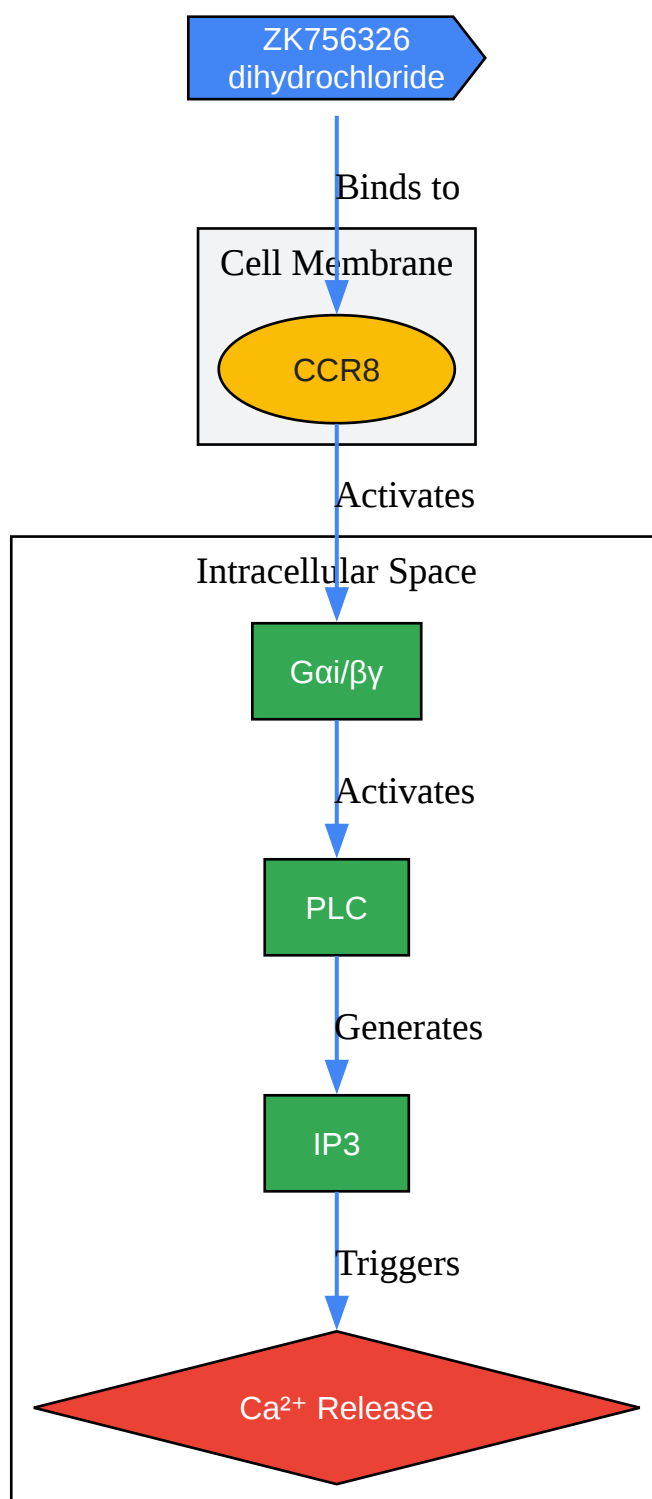 ZK756326
dihydrochloride
Binds to
Cell Membrane
CCR8
Activates
Intracellular Space
Gαi/βγ
Activates
PLC
Generates
IP3
Triggers
Ca²⁺ Release